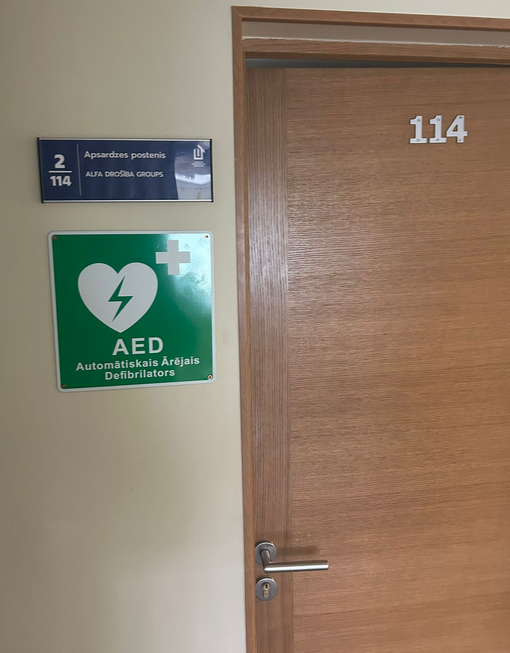 2
114
Apsardzes postenis
ALFA DROŠĪBA GROUPS
114
AED
Automātiskais Ārējais
Defibrilators